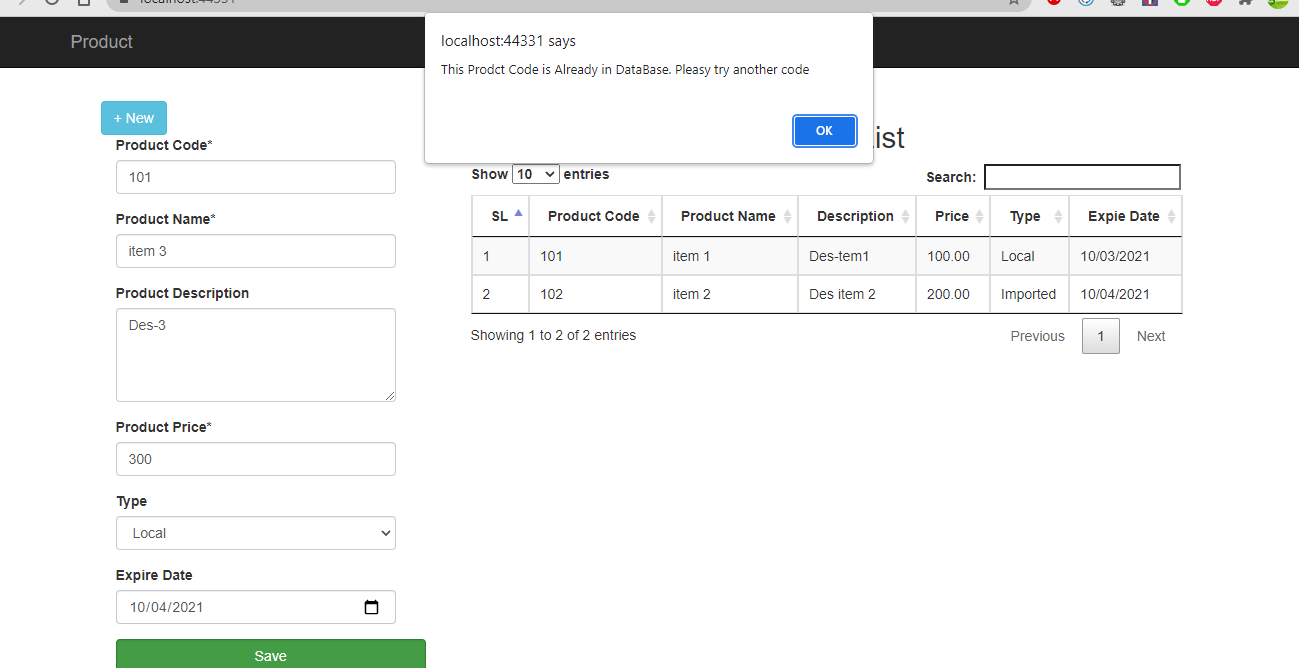 localhost:44331
Product
localhost:44331 says
This Prodct Code is Already in DataBase. Pleasy try another code
OK
+ New
Product Code*
101
Product Name*
item 3
Product Description
Des-3
Product Price*
300
Type
Local
Expire Date
10/04/2021
Save
ist
Show 10 entries
Search:
SL Product Code Product Name Description Price Type Expie Date
1 101 item 1 Des-tem1 100.00 Local 10/03/2021
2 102 item 2 Des item 2 200.00 Imported 10/04/2021
Showing 1 to 2 of 2 entries
Previous 1 Next